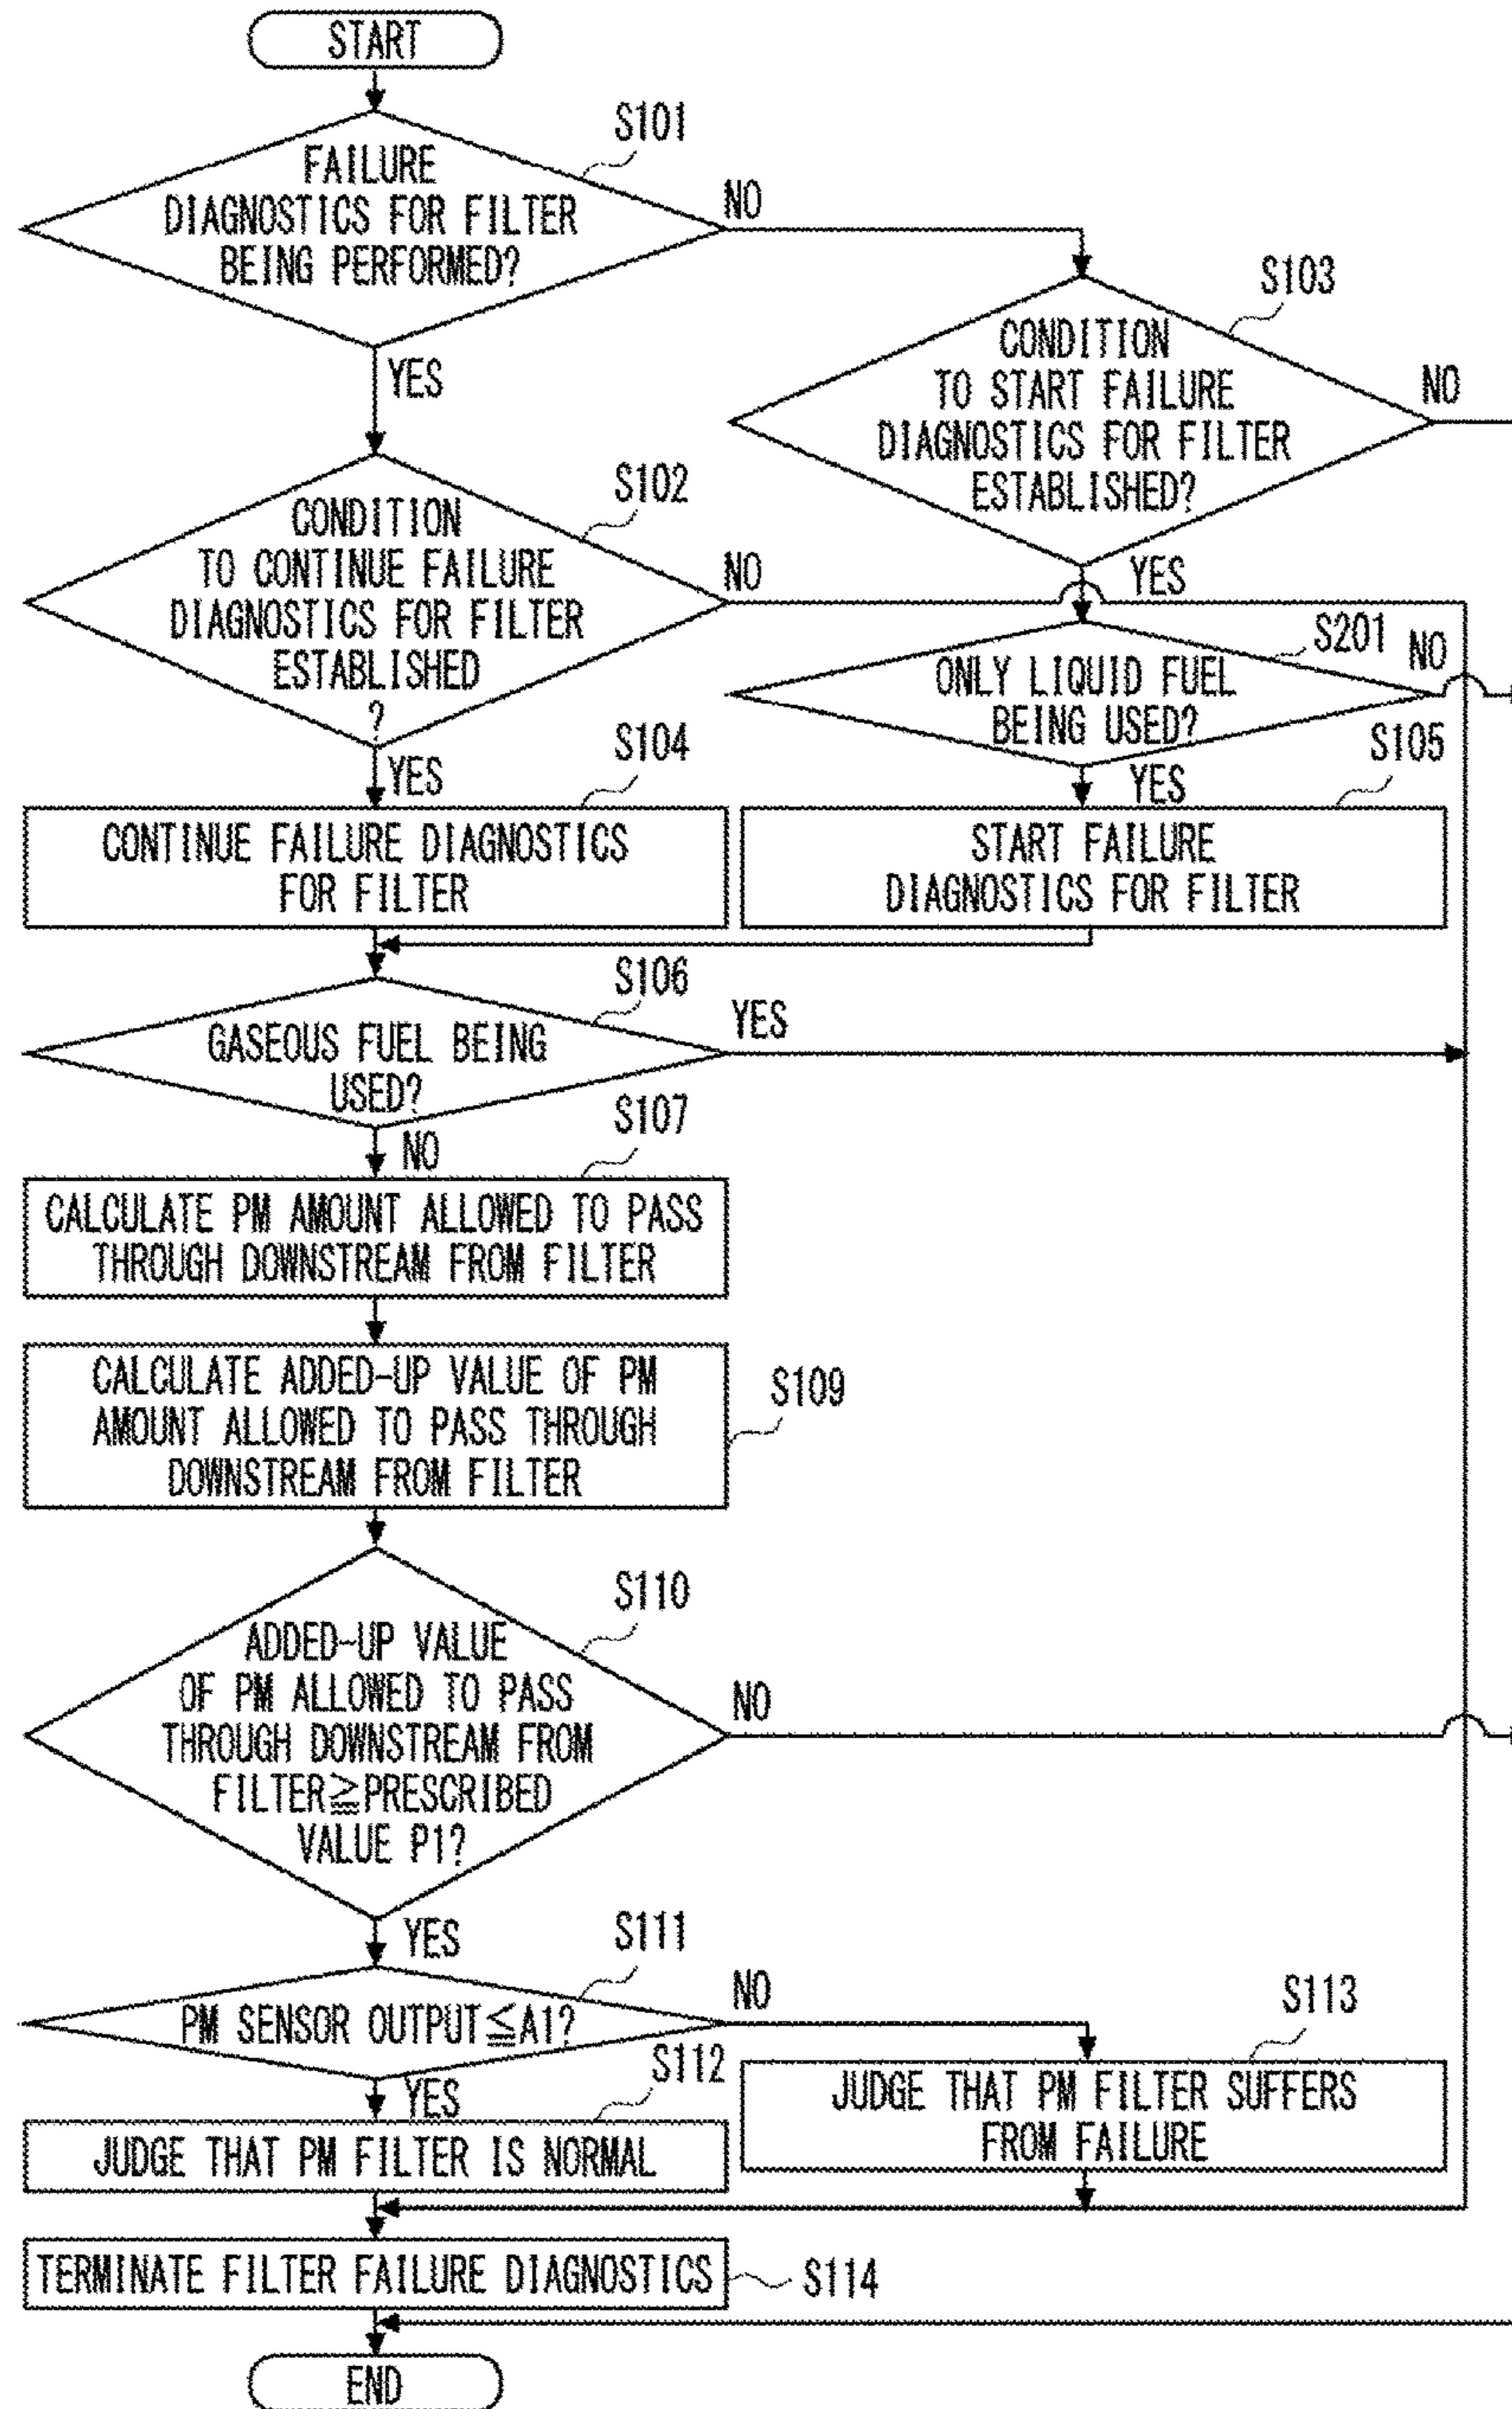 START
S101
FAILURE
DIAGNOSTICS FOR FILTER
BEING PERFORMED?
NO
YES
S103
CONDITION
TO START FAILURE
DIAGNOSTICS FOR FILTER
ESTABLISHED?
NO
YES
S102
CONDITION
TO CONTINUE FAILURE
DIAGNOSTICS FOR FILTER
ESTABLISHED
?
NO
YES
S201
ONLY LIQUID FUEL
BEING USED?
NO
YES
S104
CONTINUE FAILURE DIAGNOSTICS
FOR FILTER
S105
START FAILURE
DIAGNOSTICS FOR FILTER
S106
GASEOUS FUEL BEING
USED?
YES
NO
S107
CALCULATE PM AMOUNT ALLOWED TO PASS
THROUGH DOWNSTREAM FROM FILTER
CALCULATE ADDED-UP VALUE OF PM
AMOUNT ALLOWED TO PASS THROUGH
DOWNSTREAM FROM FILTER
S109
S110
ADDED-UP VALUE
OF PM ALLOWED TO PASS
THROUGH DOWNSTREAM FROM
FILTER≧PRESCRIBED
VALUE P1?
NO
YES
S111
PM SENSOR OUTPUT≦A1?
NO
YES
S112
JUDGE THAT PM FILTER IS NORMAL
S113
JUDGE THAT PM FILTER SUFFERS
FROM FAILURE
TERMINATE FILTER FAILURE DIAGNOSTICS
S114
END